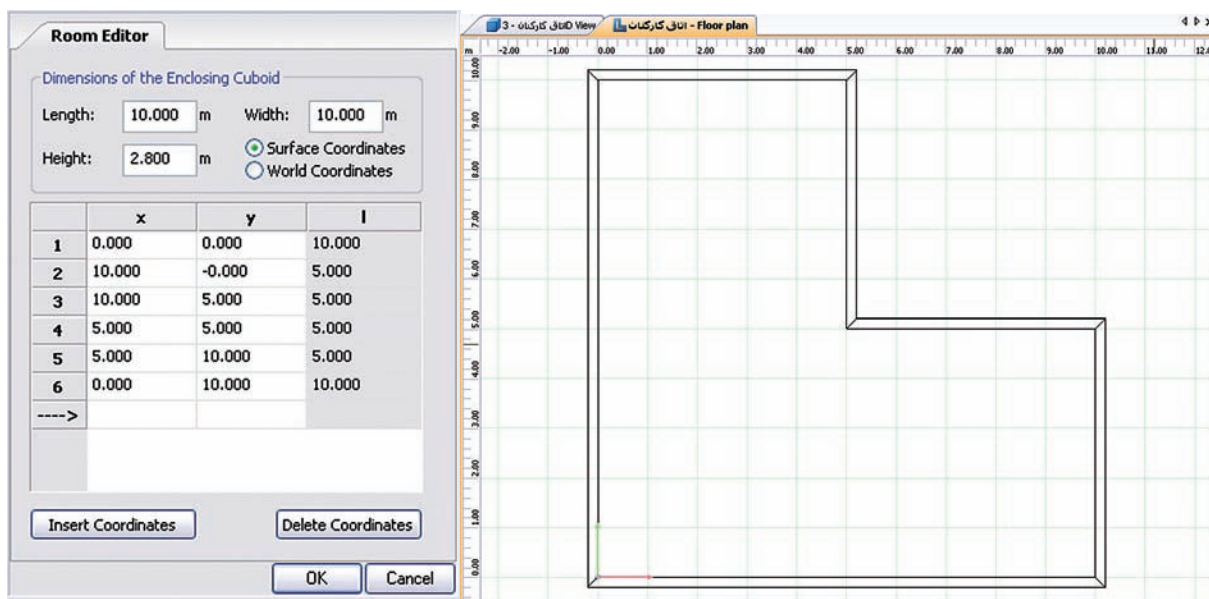 Room Editor
Dimensions of the Enclosing Cuboid
Length: 10.000 m Width: 10.000 m
Height: 2.800 m Surface Coordinates
World Coordinates
x y l
1 0.000 0.000 10.000
2 10.000 -0.000 5.000
3 10.000 5.000 5.000
4 5.000 5.000 5.000
5 5.000 10.000 5.000
6 0.000 10.000 10.000
---->
Insert Coordinates Delete Coordinates
OK Cancel
اتاق کارکنان - 3D View اتاق کارکنان - Floor plan
m -2.00 -1.00 0.00 1.00 2.00 3.00 4.00 5.00 6.00 7.00 8.00 9.00 10.00 11.00 12.0
10.00
9.00
8.00
7.00
6.00
5.00
4.00
3.00
2.00
1.00
0.00